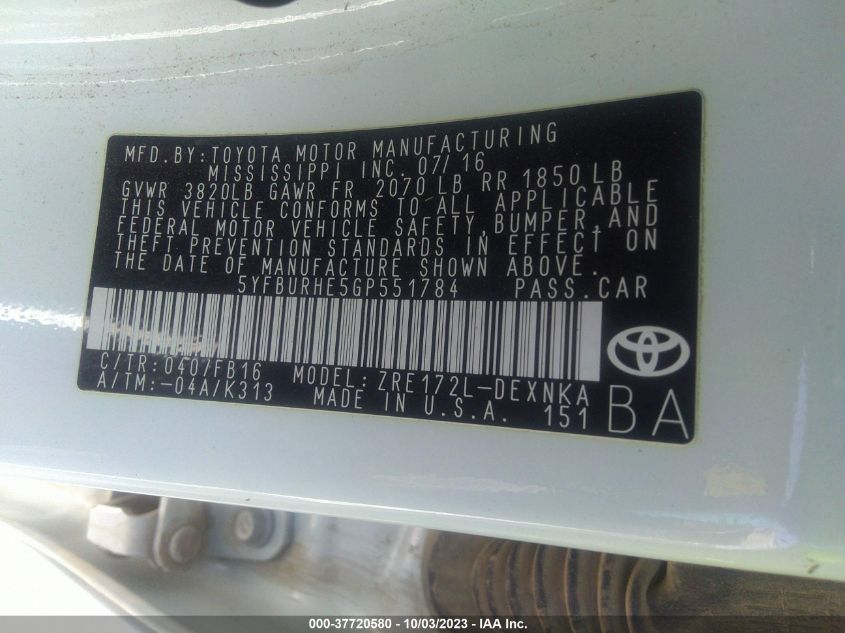 MFD. BY: TOYOTA MOTOR MANUFACTURING
MISSISSIPPI INC. 07/16
GVWR 3820LB GAWR FR 2070 LB RR 1850 LB
THIS VEHICLE CONFORMS TO ALL APPLICABLE
FEDERAL MOTOR VEHICLE SAFETY, BUMPER, AND
THEFT PREVENTION STANDARDS IN EFFECT ON
THE DATE OF MANUFACTURE SHOWN ABOVE.
5YFBURHE5GP551784 PASS. CAR
C/TR: 0407FB16 MODEL: ZRE172L-DEXNKA
A/TM: -04A/K313 MADE IN U.S.A. 151
BA
000-37720580 - 10/03/2023 - IAA Inc.